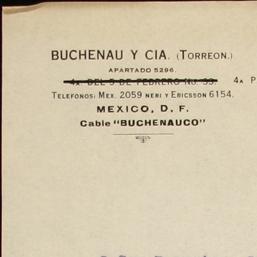 BUCHENAU Y CIA. (TORREON.)
APARTADO 5296.
4A. DEL 5 DE FEBRERO No. 4A P
TELEFONOS: MEX. 2059 NERI Y ERICSSON 6154.
MEXICO, D. F.
Cable "BUCHENAUCO"